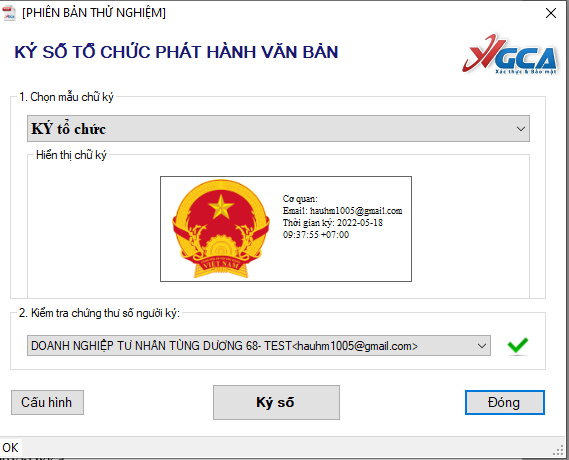 [PHIÊN BẢN THỬ NGHIỆM]
KÝ SỐ TỔ CHỨC PHÁT HÀNH VĂN BẢN
VGCA
Xác thực & Bảo mật
1. Chọn mẫu chữ ký
KÝ tổ chức
Hiển thị chữ ký
Cơ quan:
Email: hauhm1005@gmail.com
Thời gian ký: 2022-05-18
09:37:55 +07:00
VIỆT NAM
2. Kiểm tra chứng thư số người ký:
DOANH NGHIỆP TƯ NHÂN TÙNG DƯƠNG 68- TEST<hauhm1005@gmail.com>
Cấu hình
Ký số
Đóng
OK